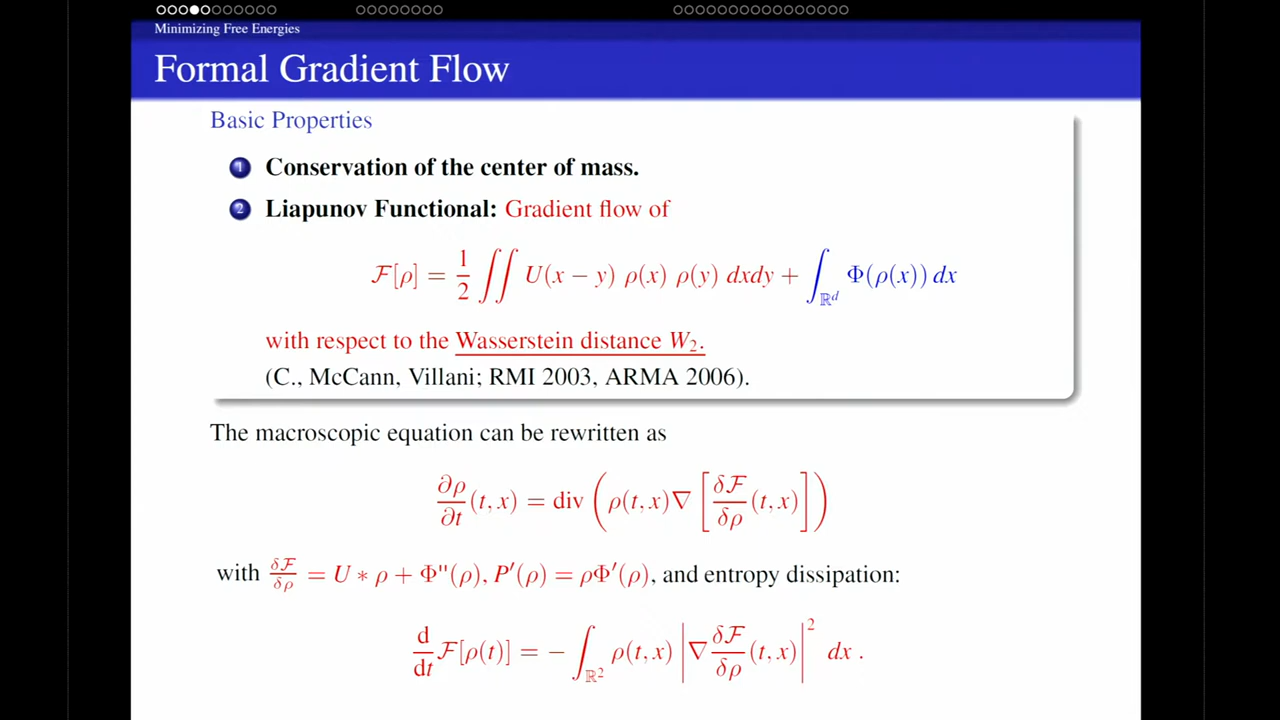 Minimizing Free Energies
Formal Gradient Flow
Basic Properties
1 Conservation of the center of mass.
2 Liapunov Functional: Gradient flow of
ℱ[ρ] = 1/2 ∬ U(x − y) ρ(x) ρ(y) dxdy + ∫_{ℝ^d} Φ(ρ(x)) dx
with respect to the Wasserstein distance W₂.
(C., McCann, Villani; RMI 2003, ARMA 2006).
The macroscopic equation can be rewritten as
∂ρ/∂t (t, x) = div ( ρ(t, x)∇ [ δℱ/δρ (t, x) ] )
with δℱ/δρ = U ∗ ρ + Φ"(ρ), P′(ρ) = ρΦ′(ρ), and entropy dissipation:
d/dt ℱ[ρ(t)] = − ∫_{ℝ²} ρ(t, x) |∇ δℱ/δρ (t, x)|² dx .